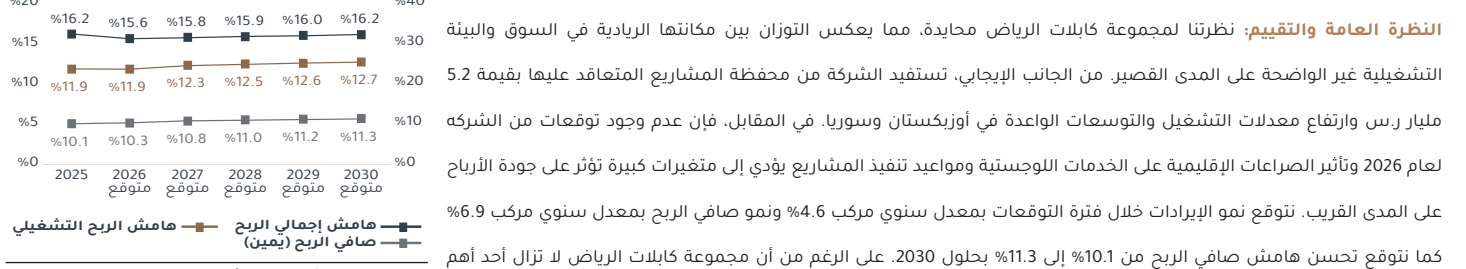 النظرة العامة والتقييم: نظرتنا لمجموعة كابلات الرياض محايدة، مما يعكس التوزان بين مكانتها الريادية في السوق والبيئة
التشغيلية غير الواضحة على المدى القصير. من الجانب الإيجابي، تستفيد الشركة من محفظة المشاريع المتعاقد عليها بقيمة 5.2
مليار ر.س وارتفاع معدلات التشغيل والتوسعات الواعدة في أوزبكستان وسوريا. في المقابل، فإن عدم وجود توقعات من الشركه
لعام 2026 وتأثير الصراعات الإقليمية على الخدمات اللوجستية ومواعيد تنفيذ المشاريع يؤدي إلى متغيرات كبيرة تؤثر على جودة الأرباح
على المدى القريب. نتوقع نمو الإيرادات خلال فترة التوقعات بمعدل سنوي مركب 4.6% ونمو صافي الربح بمعدل سنوي مركب 6.9%
كما نتوقع تحسن هامش صافي الربح من 10.1% إلى 11.3% بحلول 2030. على الرغم من أن مجموعة كابلات الرياض لا تزال أحد أهم
%20 %40
%16.2 %15.6 %15.8 %15.9 %16.0 %16.2
%15 %30
%10 %20
%11.9 %11.9 %12.3 %12.5 %12.6 %12.7
%5 %10
%10.1 %10.3 %10.8 %11.0 %11.2 %11.3
%0 %0
2025 2026 2027 2028 2029 2030
متوقع متوقع متوقع متوقع متوقع
هامش إجمالي الربح هامش الربح التشغيلي
صافي الربح (يمين)